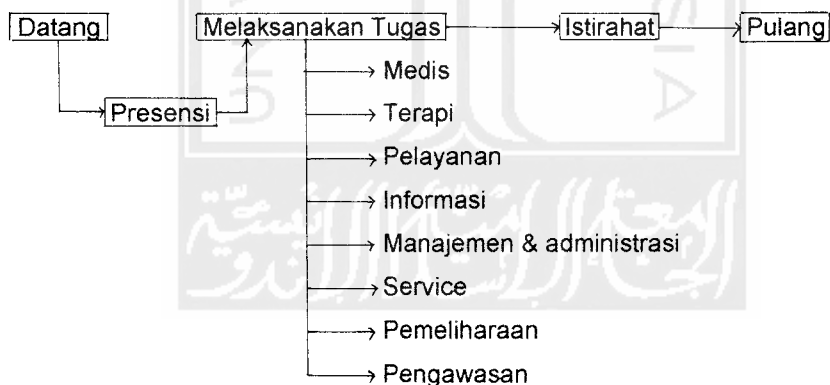 Datang Melaksanakan Tugas Istirahat Pulang
Medis
Presensi Terapi
Pelayanan
Informasi
Manajemen & administrasi
Service
Pemeliharaan
Pengawasan